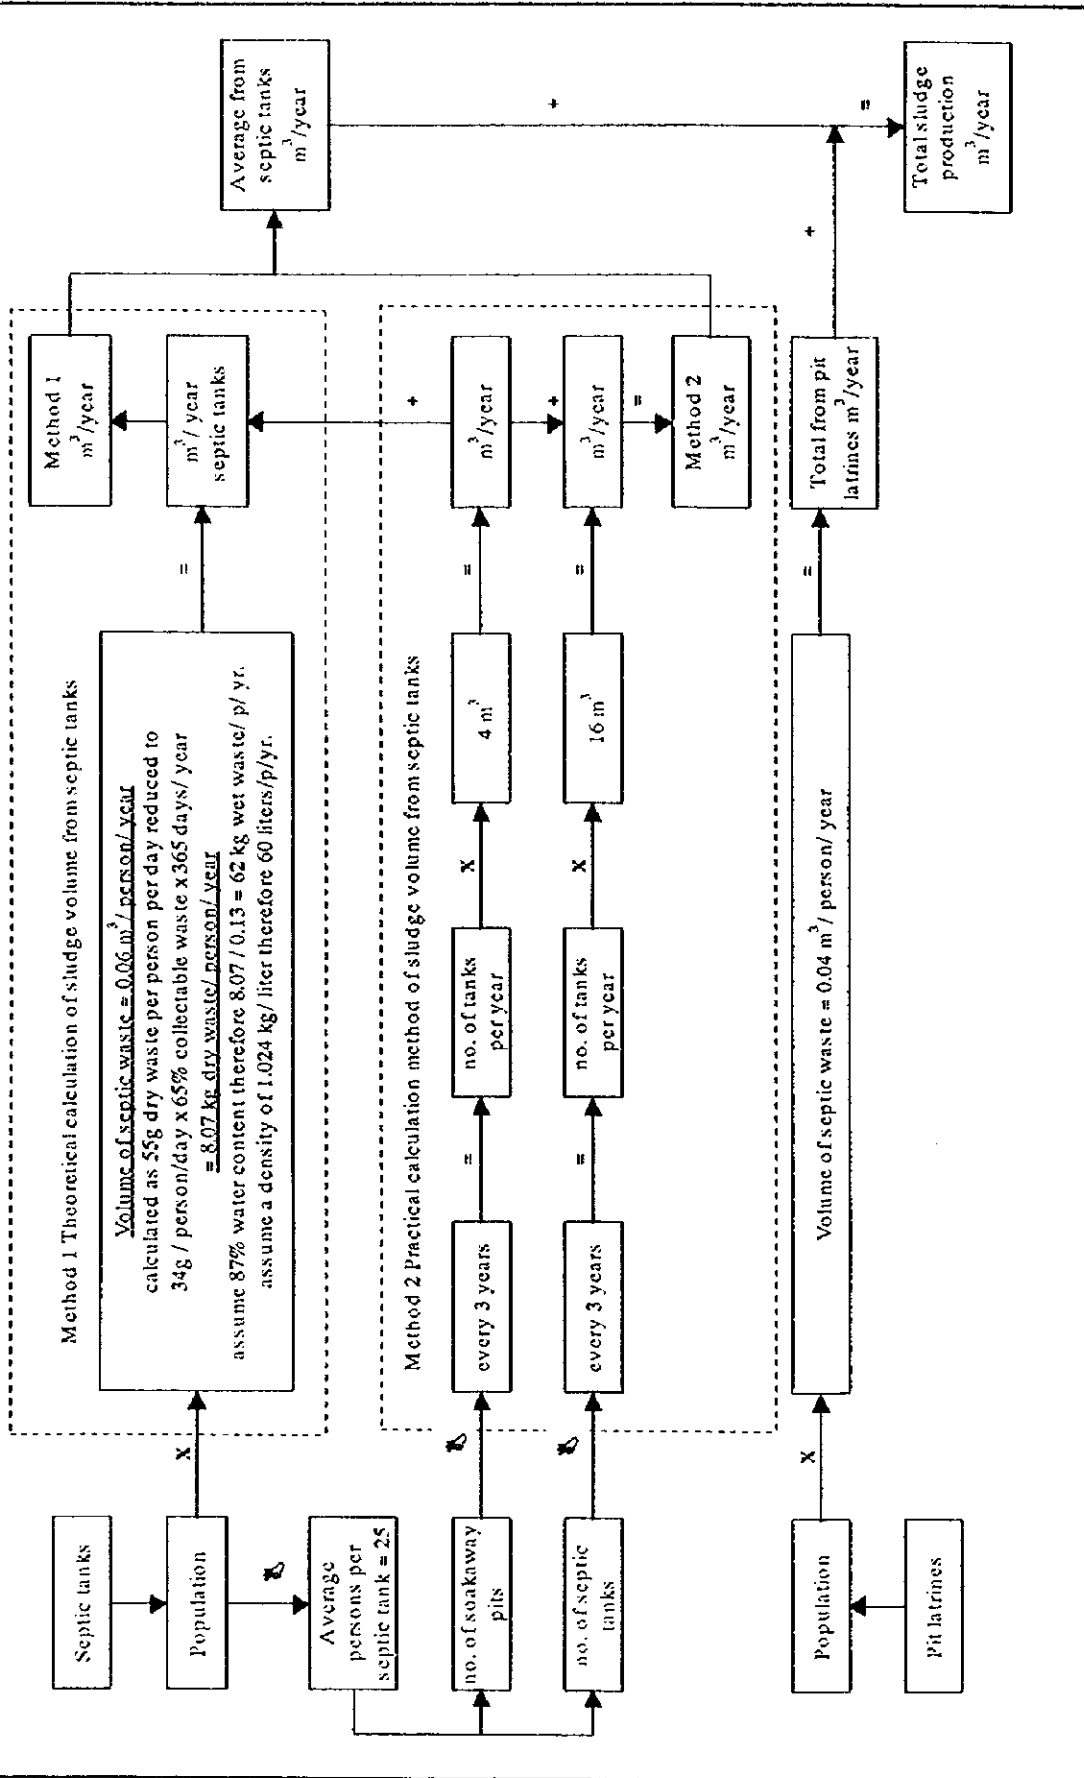 Septic tanks
Population
Average
persons per
septic tank = 25
no. of soakaway
pits
no. of septic
tanks
Population
Pit latrines
x
Method 1 Theoretical calculation of sludge volume from septic tanks
Volume of septic waste = 0.06 m³/ person/ year
calculated as 55g dry waste per person per day reduced to
34g / person/day x 65% collectable waste x 365 days/ year
= 8.07 kg dry waste/ person/ year
assume 87% water content therefore 8.07 / 0.13 = 62 kg wet waste/ p/ yr.
assume a density of 1.024 kg/ liter therefore 60 liters/p/yr.
=
m³/ year
septic tanks
Method 1
m³/year
+
Method 2 Practical calculation method of sludge volume from septic tanks
every 3 years
=
no. of tanks
per year
x
4 m³
=
m³/year
+
every 3 years
=
no. of tanks
per year
x
16 m³
=
m³/year
=
Method 2
m³/year
x
Volume of septic waste = 0.04 m³/ person/ year
=
Total from pit
latrines m³/year
+
Average from
septic tanks
m³/year
+
=
Total sludge
production
m³/year